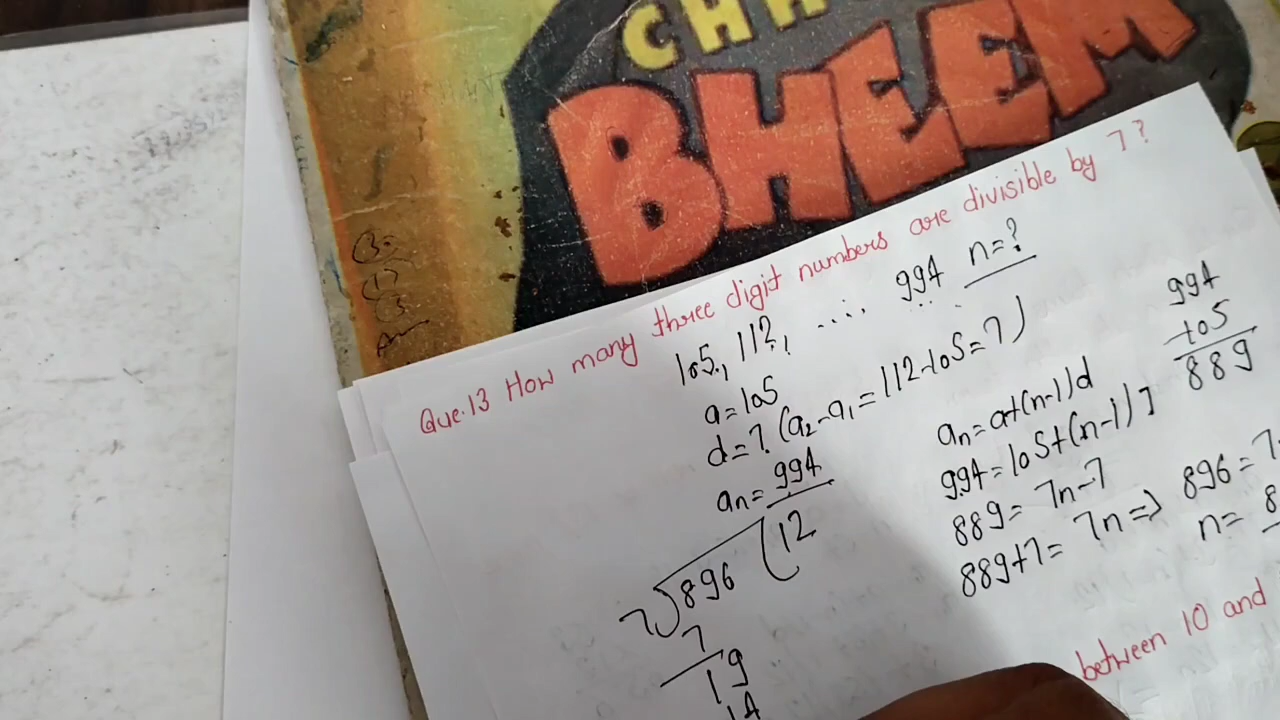 BHEEM
Que.13 How many three digit numbers are divisible by 7?
105, 112, ..... 994 n=?
a=105
d=7 (a2-a1=112-105=7)
an=994
994
-105
889
an=a+(n-1)d
994=105+(n-1)7
889=7n-7
889+7=7n⇒ 896=7
n=8
7)896(12
7
19
14
between 10 and